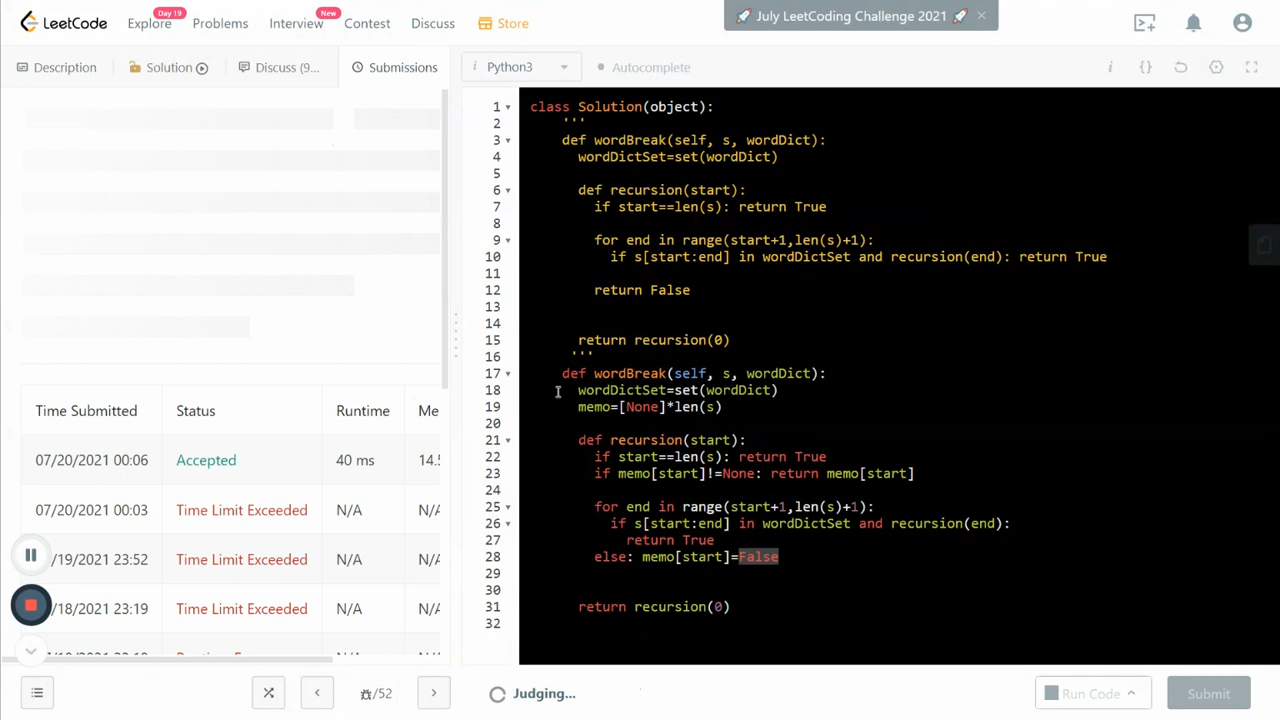 LeetCode
Explore
Day 19
Problems
Interview
New
Contest
Discuss
Store
🚀 July LeetCoding Challenge 2021 🚀 ×
Description
Solution
Discuss (9...
Submissions
i Python3
Autocomplete
i {}
1 class Solution(object):
2 '''
3 def wordBreak(self, s, wordDict):
4 wordDictSet=set(wordDict)
5
6 def recursion(start):
7 if start==len(s): return True
8
9 for end in range(start+1,len(s)+1):
10 if s[start:end] in wordDictSet and recursion(end): return True
11
12 return False
13
14
15 return recursion(0)
16 '''
17 def wordBreak(self, s, wordDict):
18 wordDictSet=set(wordDict)
19 memo=[None]*len(s)
20
21 def recursion(start):
22 if start==len(s): return True
23 if memo[start]!=None: return memo[start]
24
25 for end in range(start+1,len(s)+1):
26 if s[start:end] in wordDictSet and recursion(end):
27 return True
28 else: memo[start]=False
29
30
31 return recursion(0)
32
Time Submitted Status Runtime Me
07/20/2021 00:06 Accepted 40 ms 14.5
07/20/2021 00:03 Time Limit Exceeded N/A N/A
/19/2021 23:52 Time Limit Exceeded N/A N/A
/18/2021 23:19 Time Limit Exceeded N/A N/A
/52
Judging...
Run Code
Submit